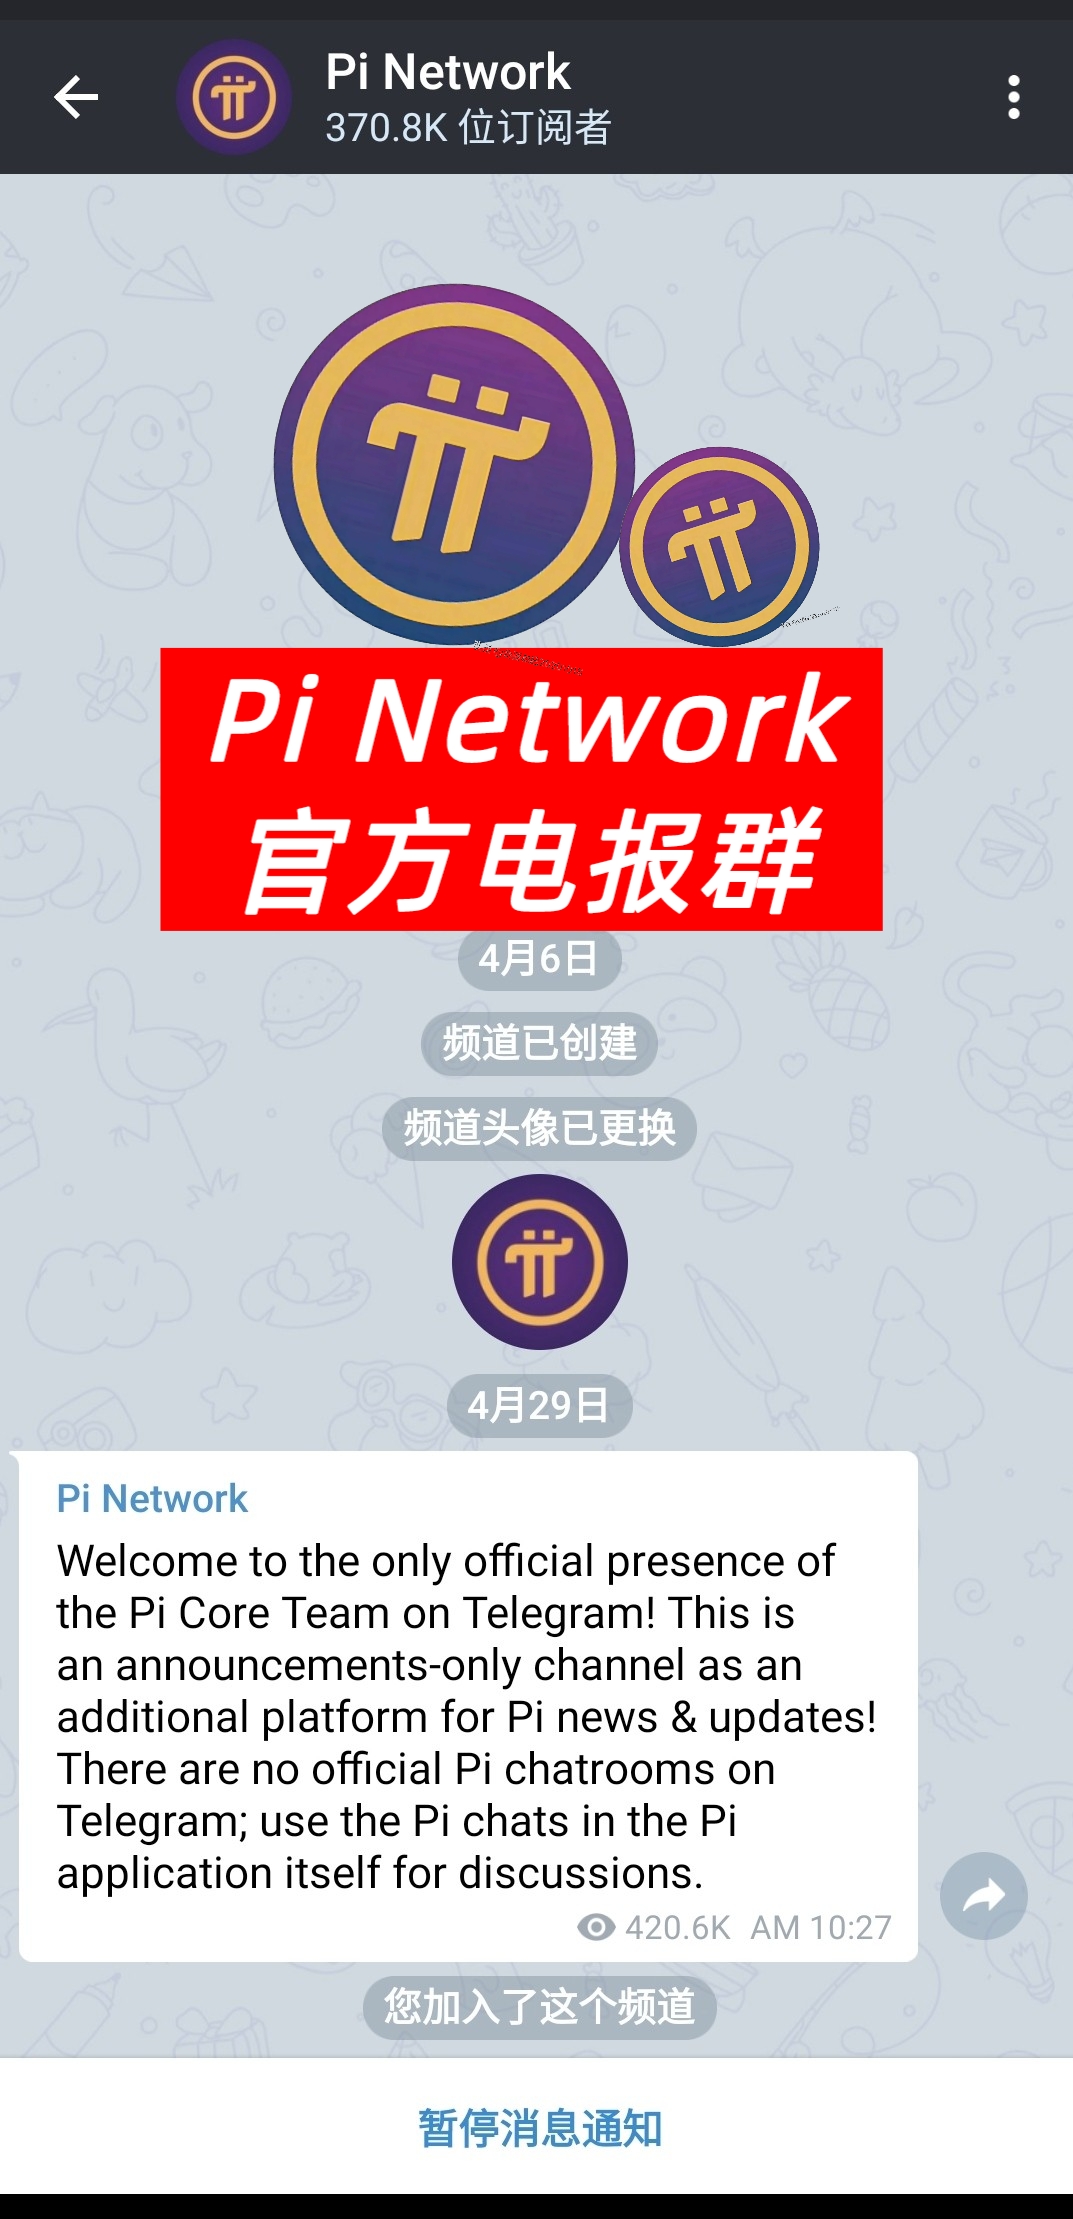 Pi Network
370.8K 位订阅者
Pi Network
官方电报群
4月6日
频道已创建
频道头像已更换
4月29日
Pi Network
Welcome to the only official presence of
the Pi Core Team on Telegram! This is
an announcements-only channel as an
additional platform for Pi news & updates!
There are no official Pi chatrooms on
Telegram; use the Pi chats in the Pi
application itself for discussions.
420.6K AM 10:27
您加入了这个频道
暂停消息通知